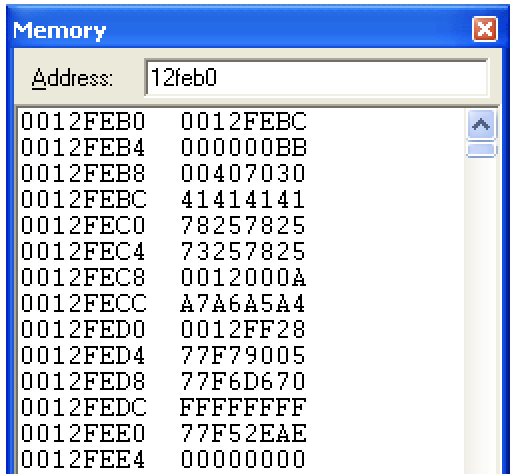 Memory
Address: 12feb0
0012FEB0 0012FEBC
0012FEB4 000000BB
0012FEB8 00407030
0012FEBC 41414141
0012FEC0 78257825
0012FEC4 73257825
0012FEC8 0012000A
0012FECC A7A6A5A4
0012FED0 0012FF28
0012FED4 77F79005
0012FED8 77F6D670
0012FEDC FFFFFFFF
0012FEE0 77F52EAE
0012FEE4 00000000